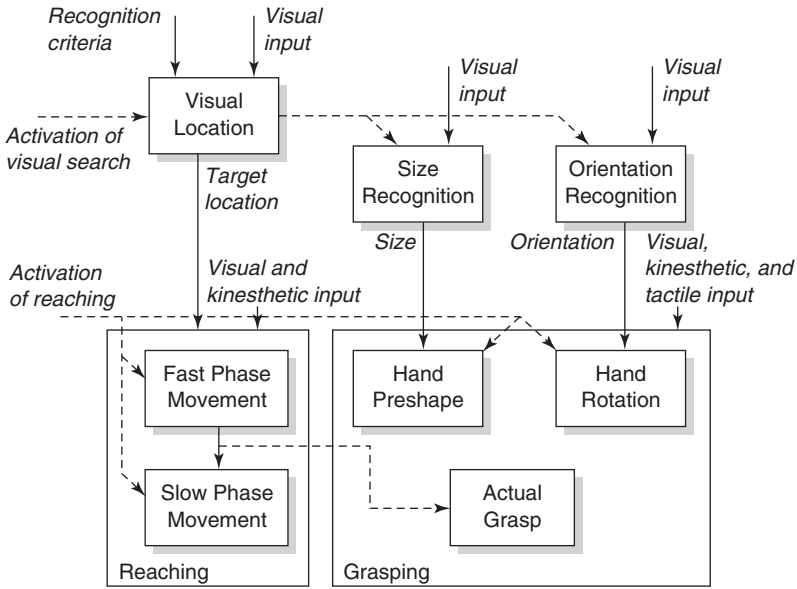 Recognition
criteria
Visual
input
Visual
Location
Visual
input
Visual
input
Activation of
visual search
Size
Recognition
Orientation
Recognition
Target
location
Size
Orientation
Visual,
kinesthetic, and
tactile input
Activation
of reaching
Visual and
kinesthetic input
Fast Phase
Movement
Hand
Preshape
Hand
Rotation
Slow Phase
Movement
Actual
Grasp
Reaching
Grasping